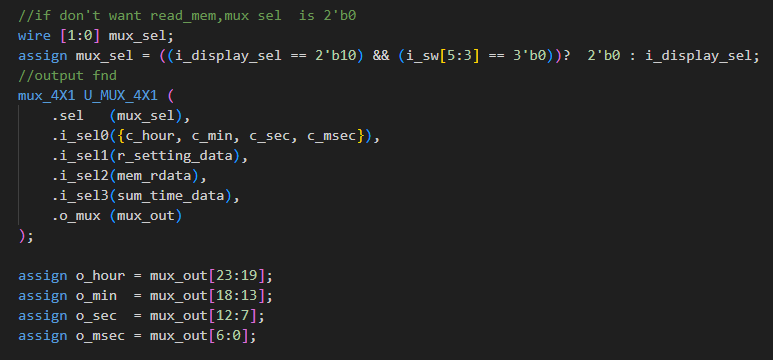 //if don't want read_mem,mux sel  is 2'b0
wire [1:0] mux_sel;
assign mux_sel = ((i_display_sel == 2'b10) && (i_sw[5:3] == 3'b0))?  2'b0 : i_display_sel;
//output fnd
mux_4X1 U_MUX_4X1 (
    .sel   (mux_sel),
    .i_sel0({c_hour, c_min, c_sec, c_msec}),
    .i_sel1(r_setting_data),
    .i_sel2(mem_rdata),
    .i_sel3(sum_time_data),
    .o_mux (mux_out)
);
assign o_hour = mux_out[23:19];
assign o_min  = mux_out[18:13];
assign o_sec  = mux_out[12:7];
assign o_msec = mux_out[6:0];